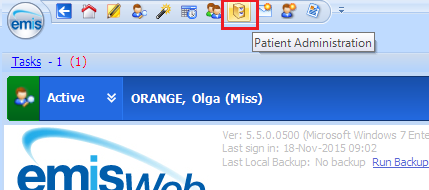 emis
Patient Administration
Tasks - 1 (1)
Active ORANGE, Olga (Miss)
Ver: 5.5.0.0500 (Microsoft Windows 7 Ente
Last sign in: 18-Nov-2015 09:02
Last Local Backup: No backup Run Backup
emisWeb